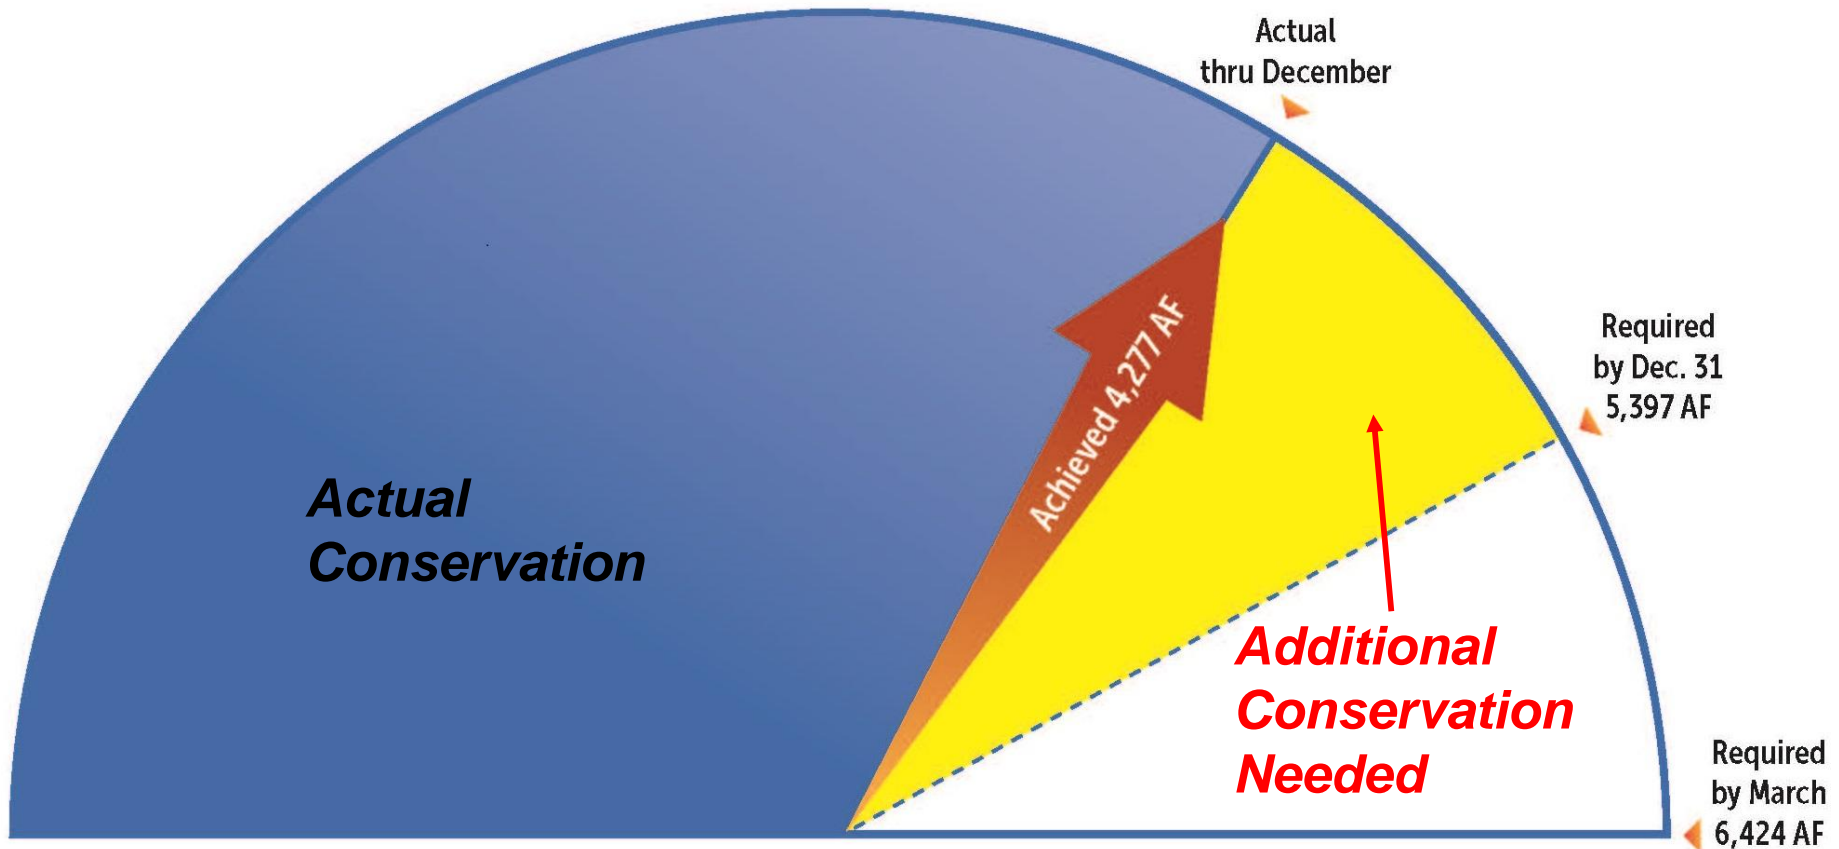 Actual
thru December
Required
by Dec. 31
5,397 AF
Achieved 4,277 AF
Actual
Conservation
Additional
Conservation
Needed
Required
by March
6,424 AF